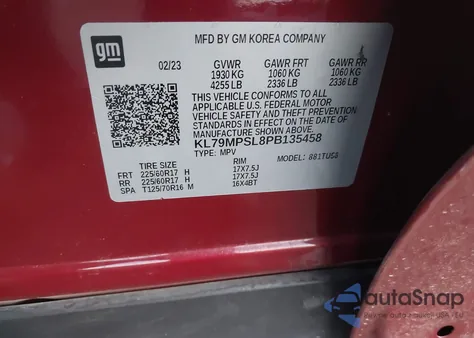 gm
MFD BY GM KOREA COMPANY
02/23 GVWR GAWR FRT GAWR RR
1930 KG 1060 KG 1060 KG
4255 LB 2336 LB 2336 LB
THIS VEHICLE CONFORMS TO ALL
APPLICABLE U.S. FEDERAL MOTOR
VEHICLE SAFETY AND THEFT PREVENTION
STANDARDS IN EFFECT ON THE DATE
OF MANUFACTURE SHOWN ABOVE.
KL79MPSL8PB135458
TYPE: MPV MODEL:
TIRE SIZE RIM
FRT 225/60R17 H 17X7.5J
RR 225/60R17 H 17X7.5J
SPA T125/70R16 M 16X4BT
autoSnap